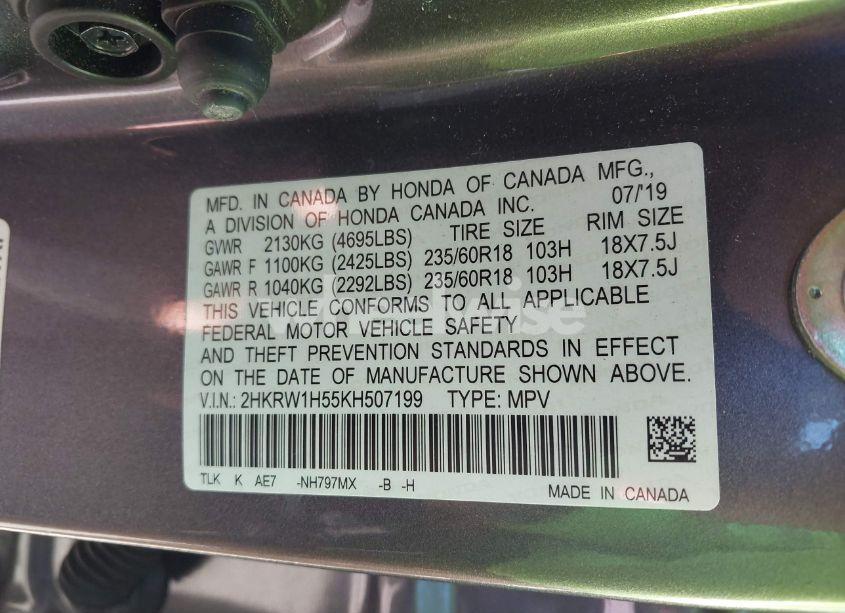 MFD. IN CANADA BY HONDA OF CANADA MFG.,
A DIVISION OF HONDA CANADA INC. 07/'19
GVWR 2130KG (4695LBS) TIRE SIZE RIM SIZE
GAWR F 1100KG (2425LBS) 235/60R18 103H 18X7.5J
GAWR R 1040KG (2292LBS) 235/60R18 103H 18X7.5J
THIS VEHICLE CONFORMS TO ALL APPLICABLE
FEDERAL MOTOR VEHICLE SAFETY
AND THEFT PREVENTION STANDARDS IN EFFECT
ON THE DATE OF MANUFACTURE SHOWN ABOVE.
V.I.N.: 2HKRW1H55KH507199 TYPE: MPV
TLK K AE7 -NH797MX -B -H
MADE IN CANADA